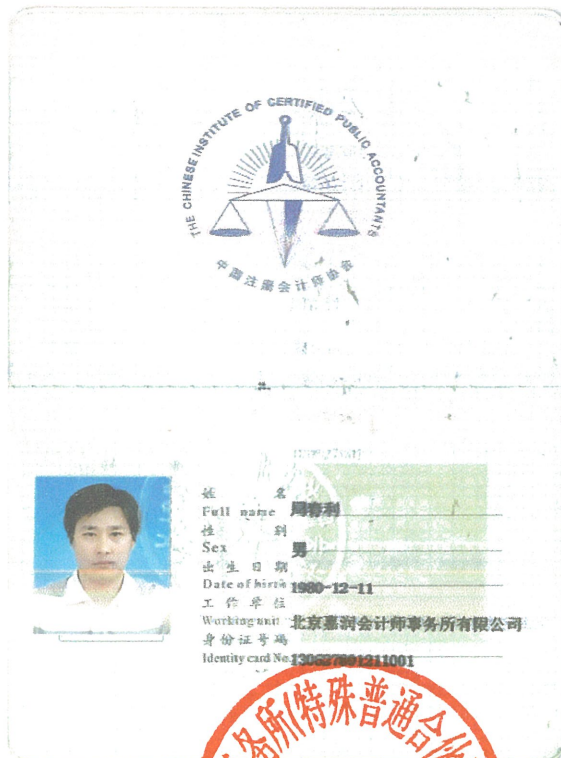 THE CHINESE INSTITUTE OF CERTIFIED PUBLIC ACCOUNTANTS
中国注册会计师协会
姓 名
Full name 周春利
性 别
Sex 男
出生日期
Date of birth 1980-12-11
工作单位
Working unit 北京嘉润会计师事务所有限公司
身份证号码
Identity card No.
务所(特殊普通合伙